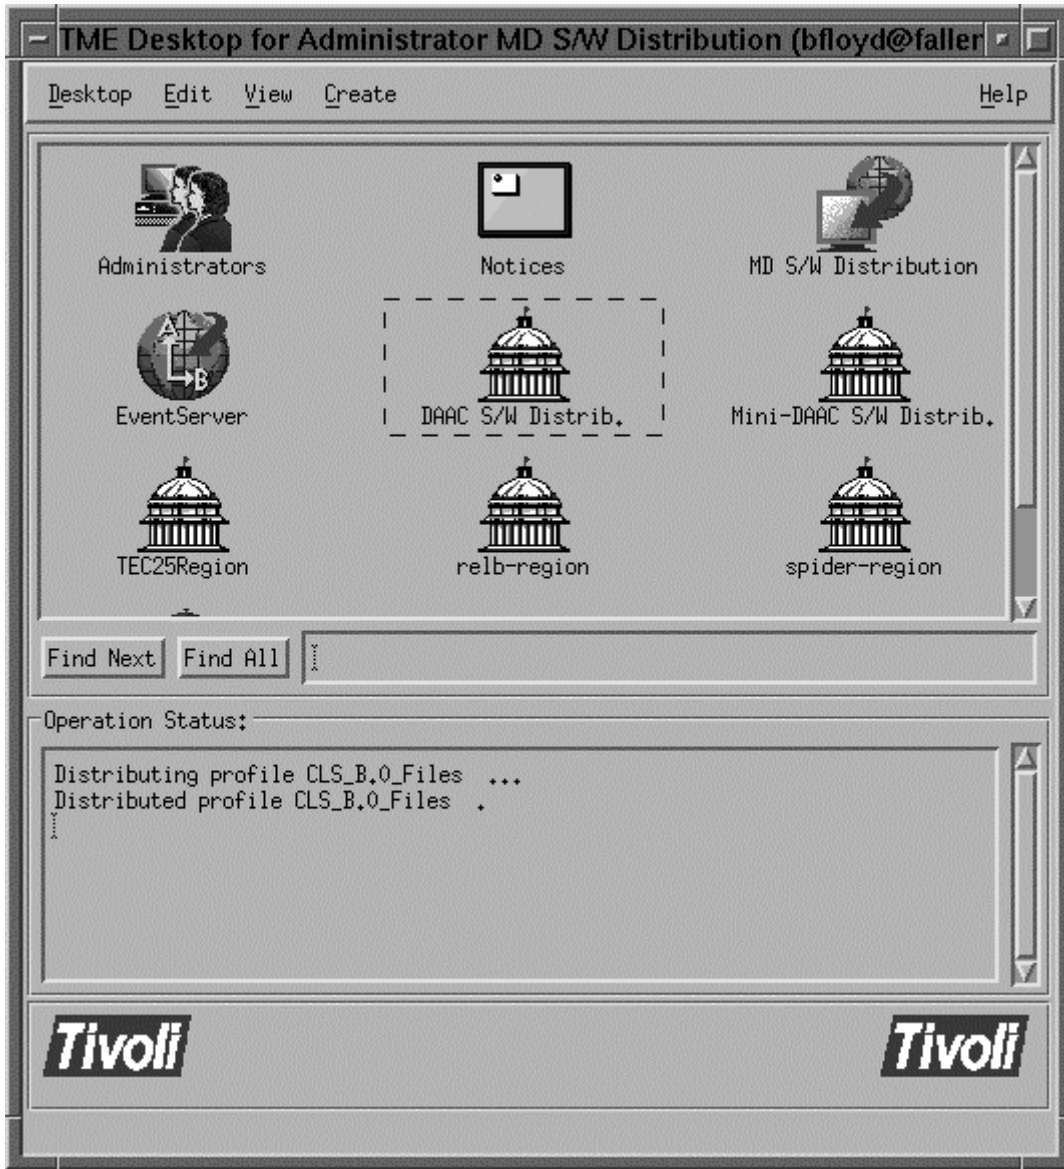 TME Desktop for Administrator MD S/W Distribution (bfloyd@faller
Desktop Edit View Create Help
Administrators Notices MD S/W Distribution
EventServer DAAC S/W Distrib. Mini-DAAC S/W Distrib.
TEC25Region relb-region spider-region
Find Next Find All
Operation Status:
Distributing profile CLS_B.0_Files ...
Distributed profile CLS_B.0_Files .
Tivoli Tivoli